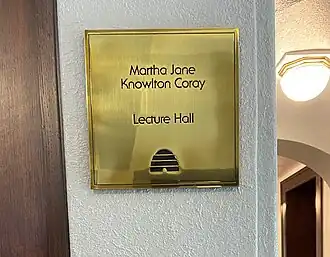 Martha Jane
Knowlton Coray
Lecture Hall